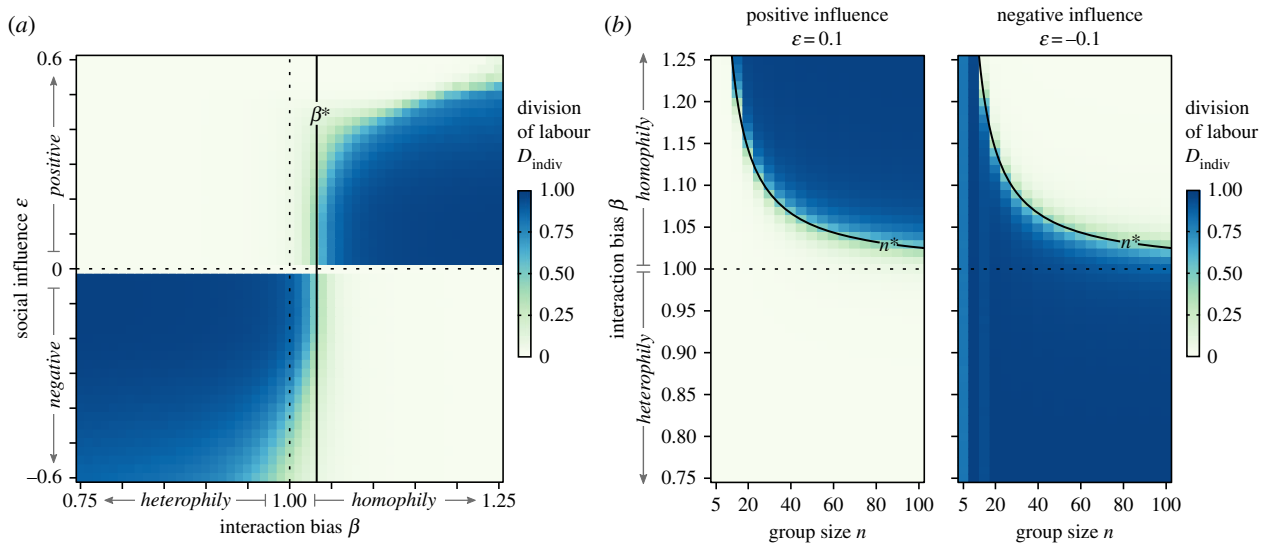 (a)
0.6
positive
social influence ε
0
negative
–0.6
β*
0.75
heterophily
1.00
homophily
1.25
interaction bias β
division
of labour
D_indiv
1.00
0.75
0.50
0.25
0
(b)
positive influence
ε = 0.1
negative influence
ε = –0.1
homophily
interaction bias β
heterophily
1.25
1.20
1.15
1.10
1.05
1.00
0.95
0.90
0.85
0.80
0.75
n*
5 20 40 60 80 100
group size n
n*
5 20 40 60 80 100
group size n
division
of labour
D_indiv
1.00
0.75
0.50
0.25
0